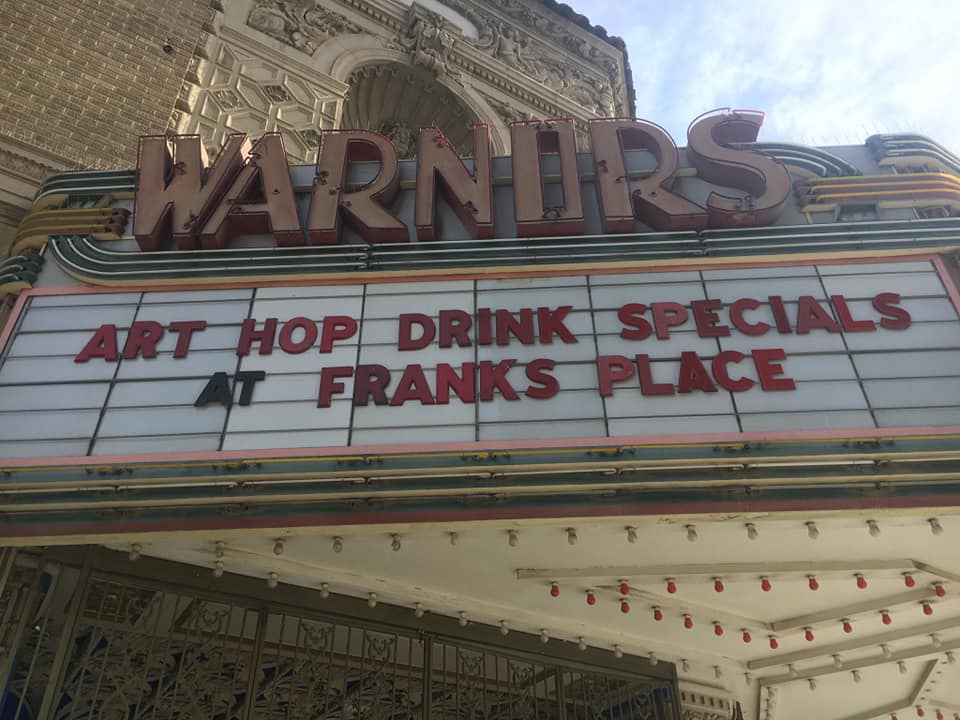 WARNORS
ART HOP DRINK SPECIALS
AT FRANKS PLACE